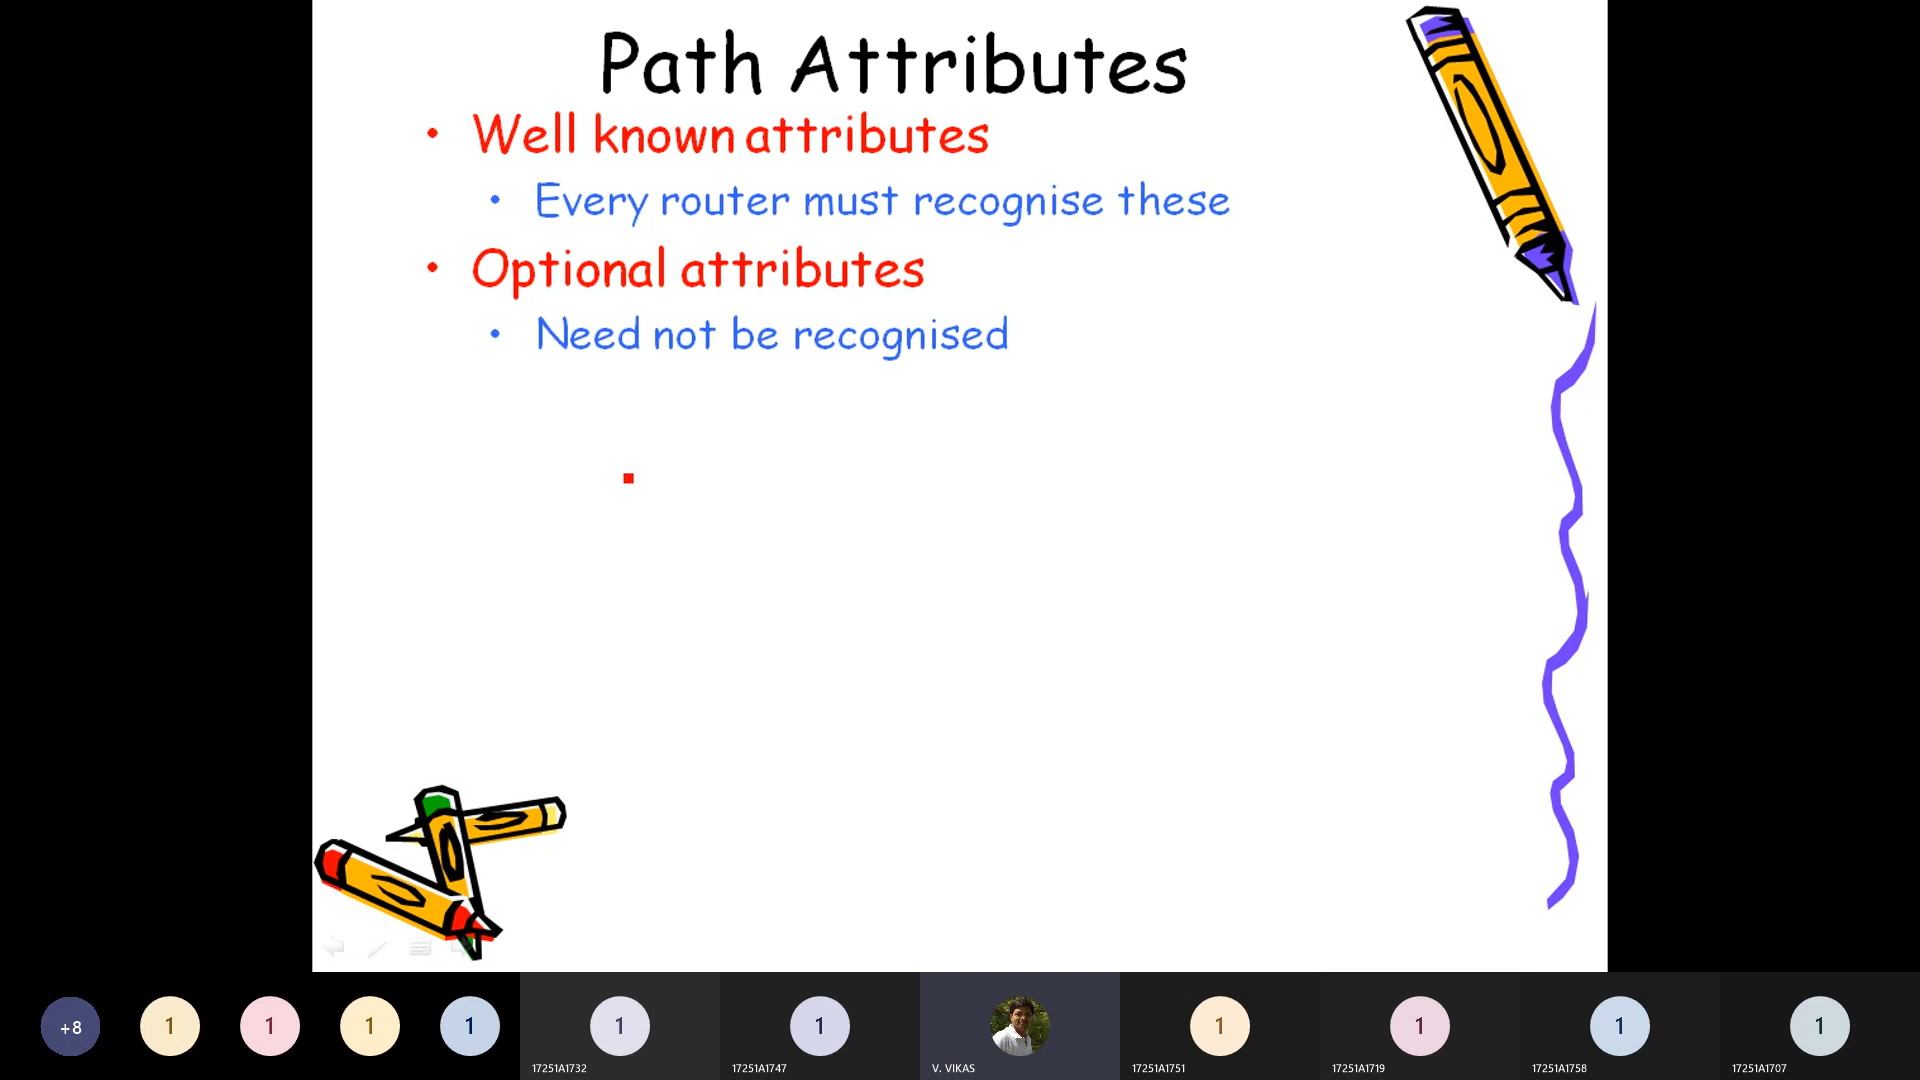 Path Attributes
• Well known attributes
• Every router must recognise these
• Optional attributes
• Need not be recognised
+8
1
1
1
1
1
1
1
1
1
1
17251A1732
17251A1747
V. VIKAS
17251A1751
17251A1719
17251A1758
17251A1707